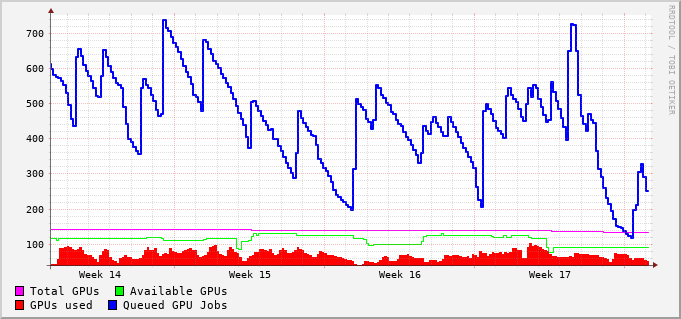 700
600
500
400
300
200
100
Week 14 Week 15 Week 16 Week 17
Total GPUs Available GPUs
GPUs used Queued GPU Jobs
RRDTOOL / TOBI OETIKER